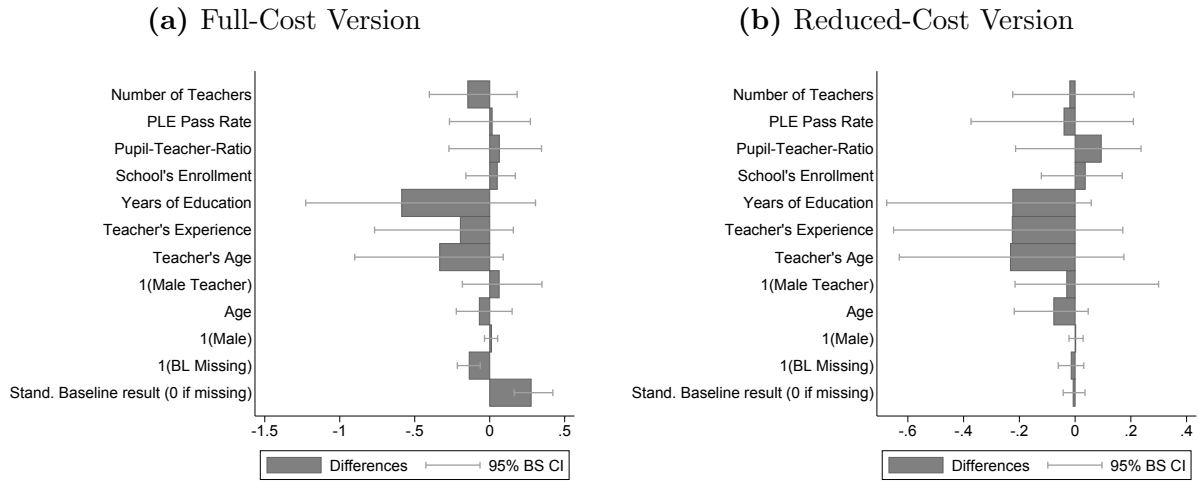 (a) Full-Cost Version
Number of Teachers
PLE Pass Rate
Pupil-Teacher-Ratio
School's Enrollment
Years of Education
Teacher's Experience
Teacher's Age
1(Male Teacher)
Age
1(Male)
1(BL Missing)
Stand. Baseline result (0 if missing)
-1.5 -1 -.5 0 .5
Differences 95% BS CI
(b) Reduced-Cost Version
Number of Teachers
PLE Pass Rate
Pupil-Teacher-Ratio
School's Enrollment
Years of Education
Teacher's Experience
Teacher's Age
1(Male Teacher)
Age
1(Male)
1(BL Missing)
Stand. Baseline result (0 if missing)
-.6 -.4 -.2 0 .2 .4
Differences 95% BS CI